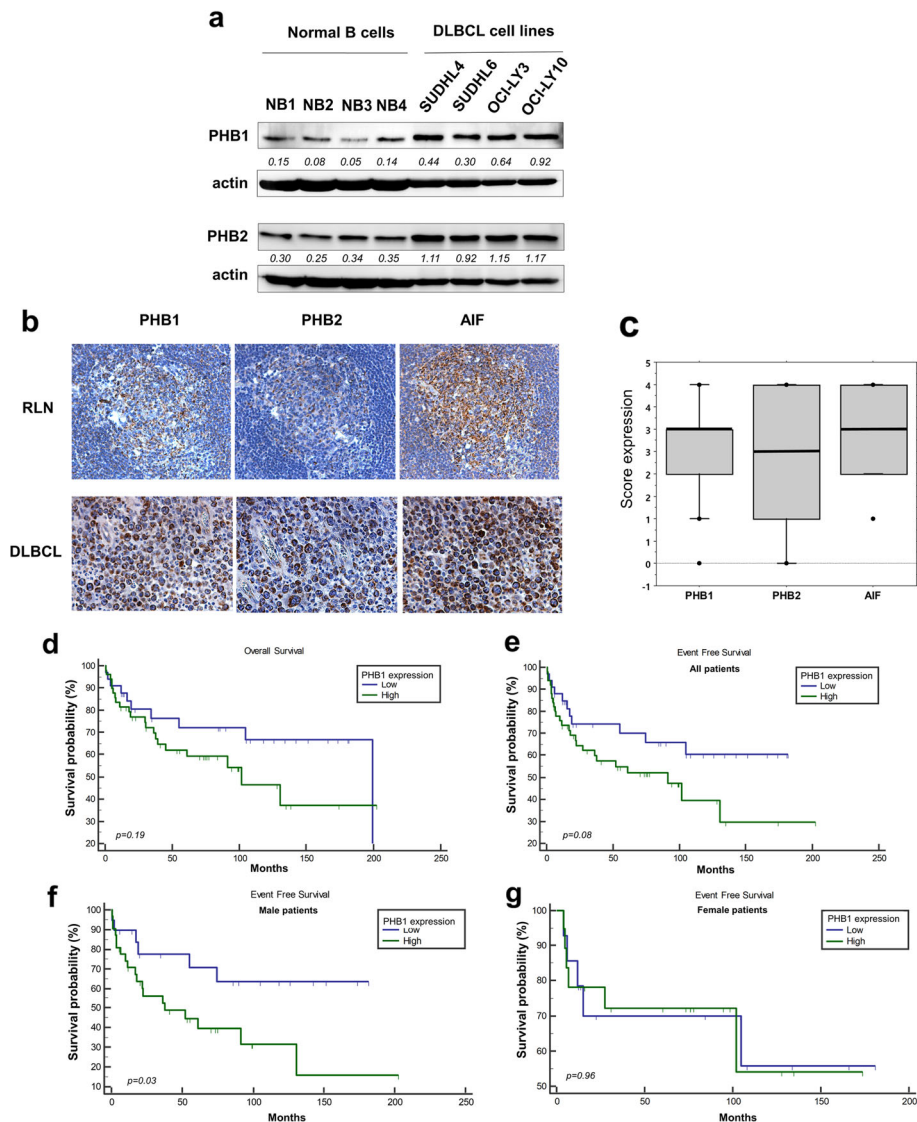 a
Normal B cells DLBCL cell lines
NB1 NB2 NB3 NB4 SUDHL4 SUDHL6 OCI-LY3 OCI-LY10
PHB1
0.15 0.08 0.05 0.14 0.44 0.30 0.64 0.92
actin
PHB2
0.30 0.25 0.34 0.35 1.11 0.92 1.15 1.17
actin
b
PHB1 PHB2 AIF
RLN
DLBCL
c
Score expression
5
4
4
3
3
2
2
1
1
0
-1
PHB1 PHB2 AIF
d
Overall Survival
PHB1 expression
Low
High
Survival probability (%)
100
90
80
70
60
50
40
30
20
p=0.19
0 50 100 150 200 250
Months
e
Event Free Survival
All patients
PHB1 expression
Low
High
Survival probability (%)
100
90
80
70
60
50
40
30
20
p=0.08
0 50 100 150 200 250
Months
f
Event Free Survival
Male patients
PHB1 expression
Low
High
Survival probability (%)
100
90
80
70
60
50
40
30
20
10
p=0.03
0 50 100 150 200 250
Months
g
Event Free Survival
Female patients
PHB1 expression
Low
High
Survival probability (%)
100
90
80
70
60
50
p=0.96
0 50 100 150 200 250
Months